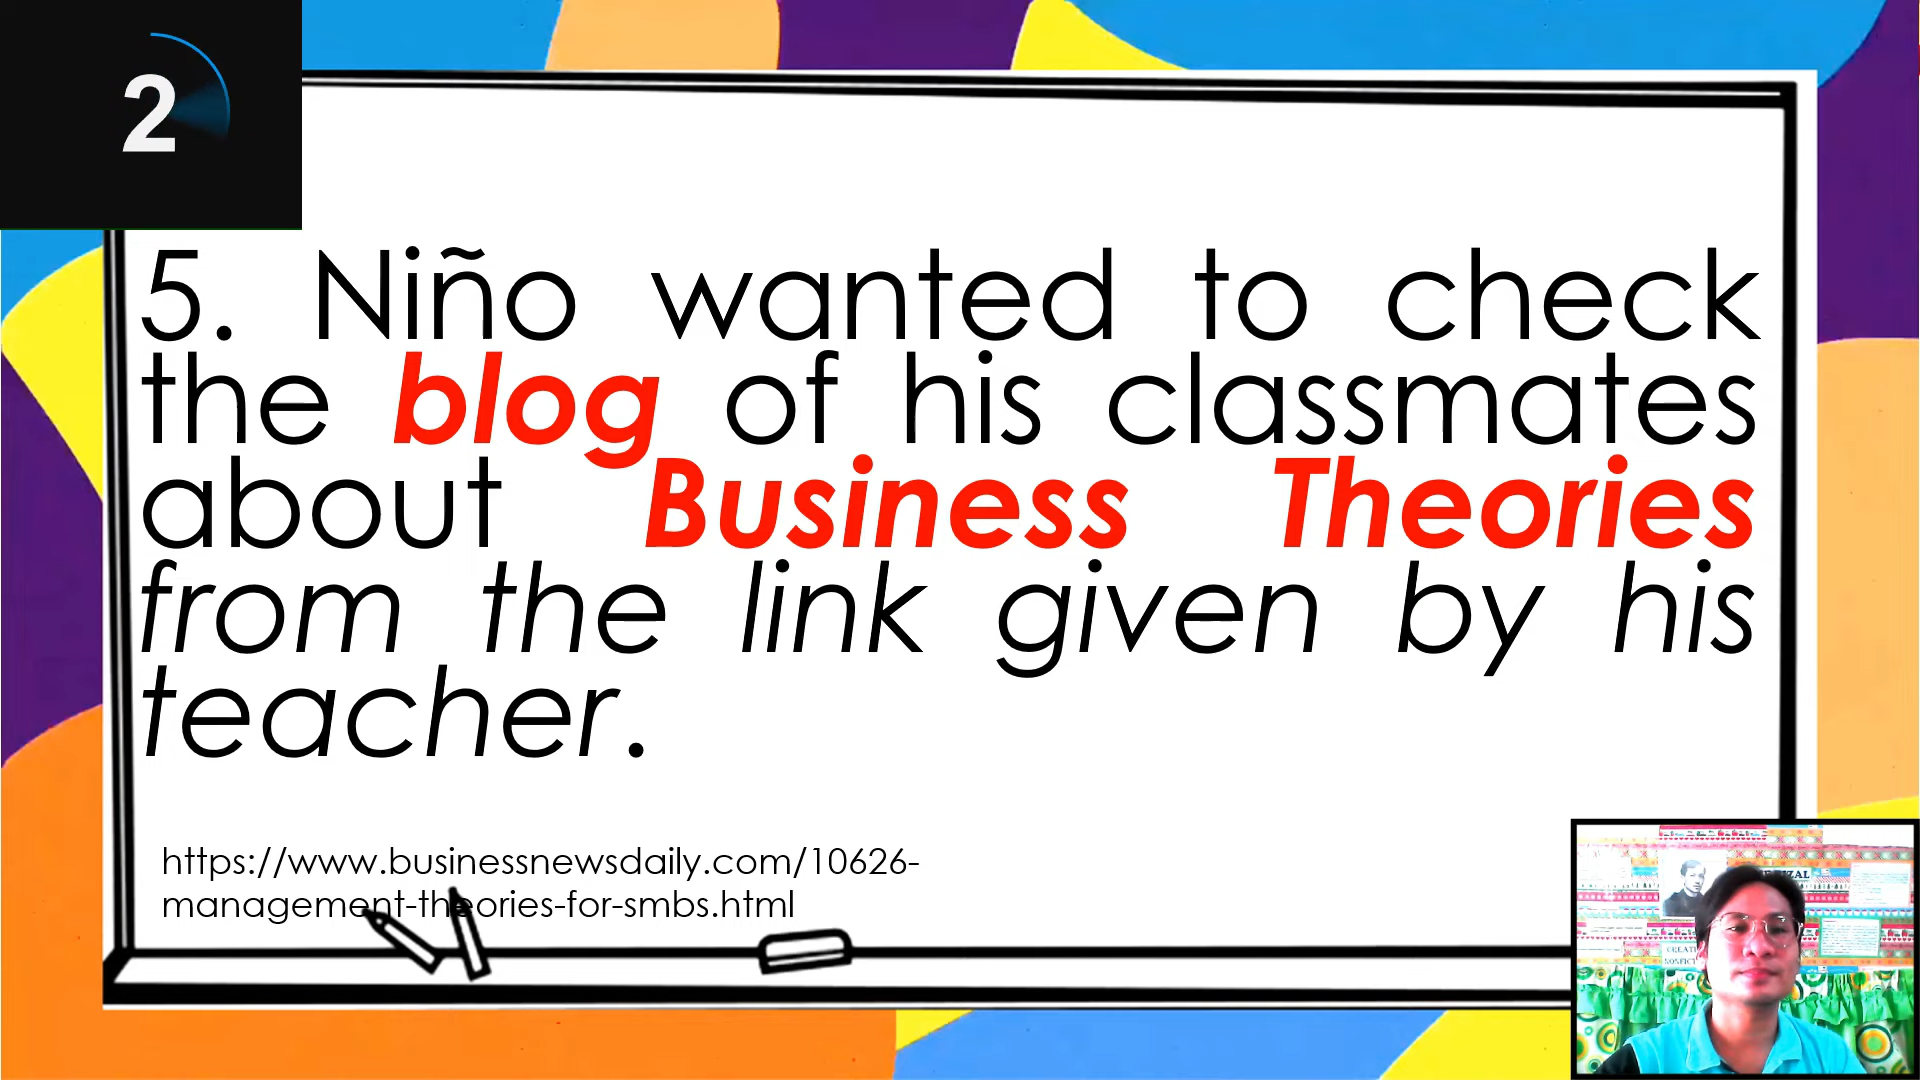 2
5. Niño wanted to check
the blog of his classmates
about Business Theories
from the link given by his
teacher.
https://www.businessnewsdaily.com/10626-
management-theories-for-smbs.html